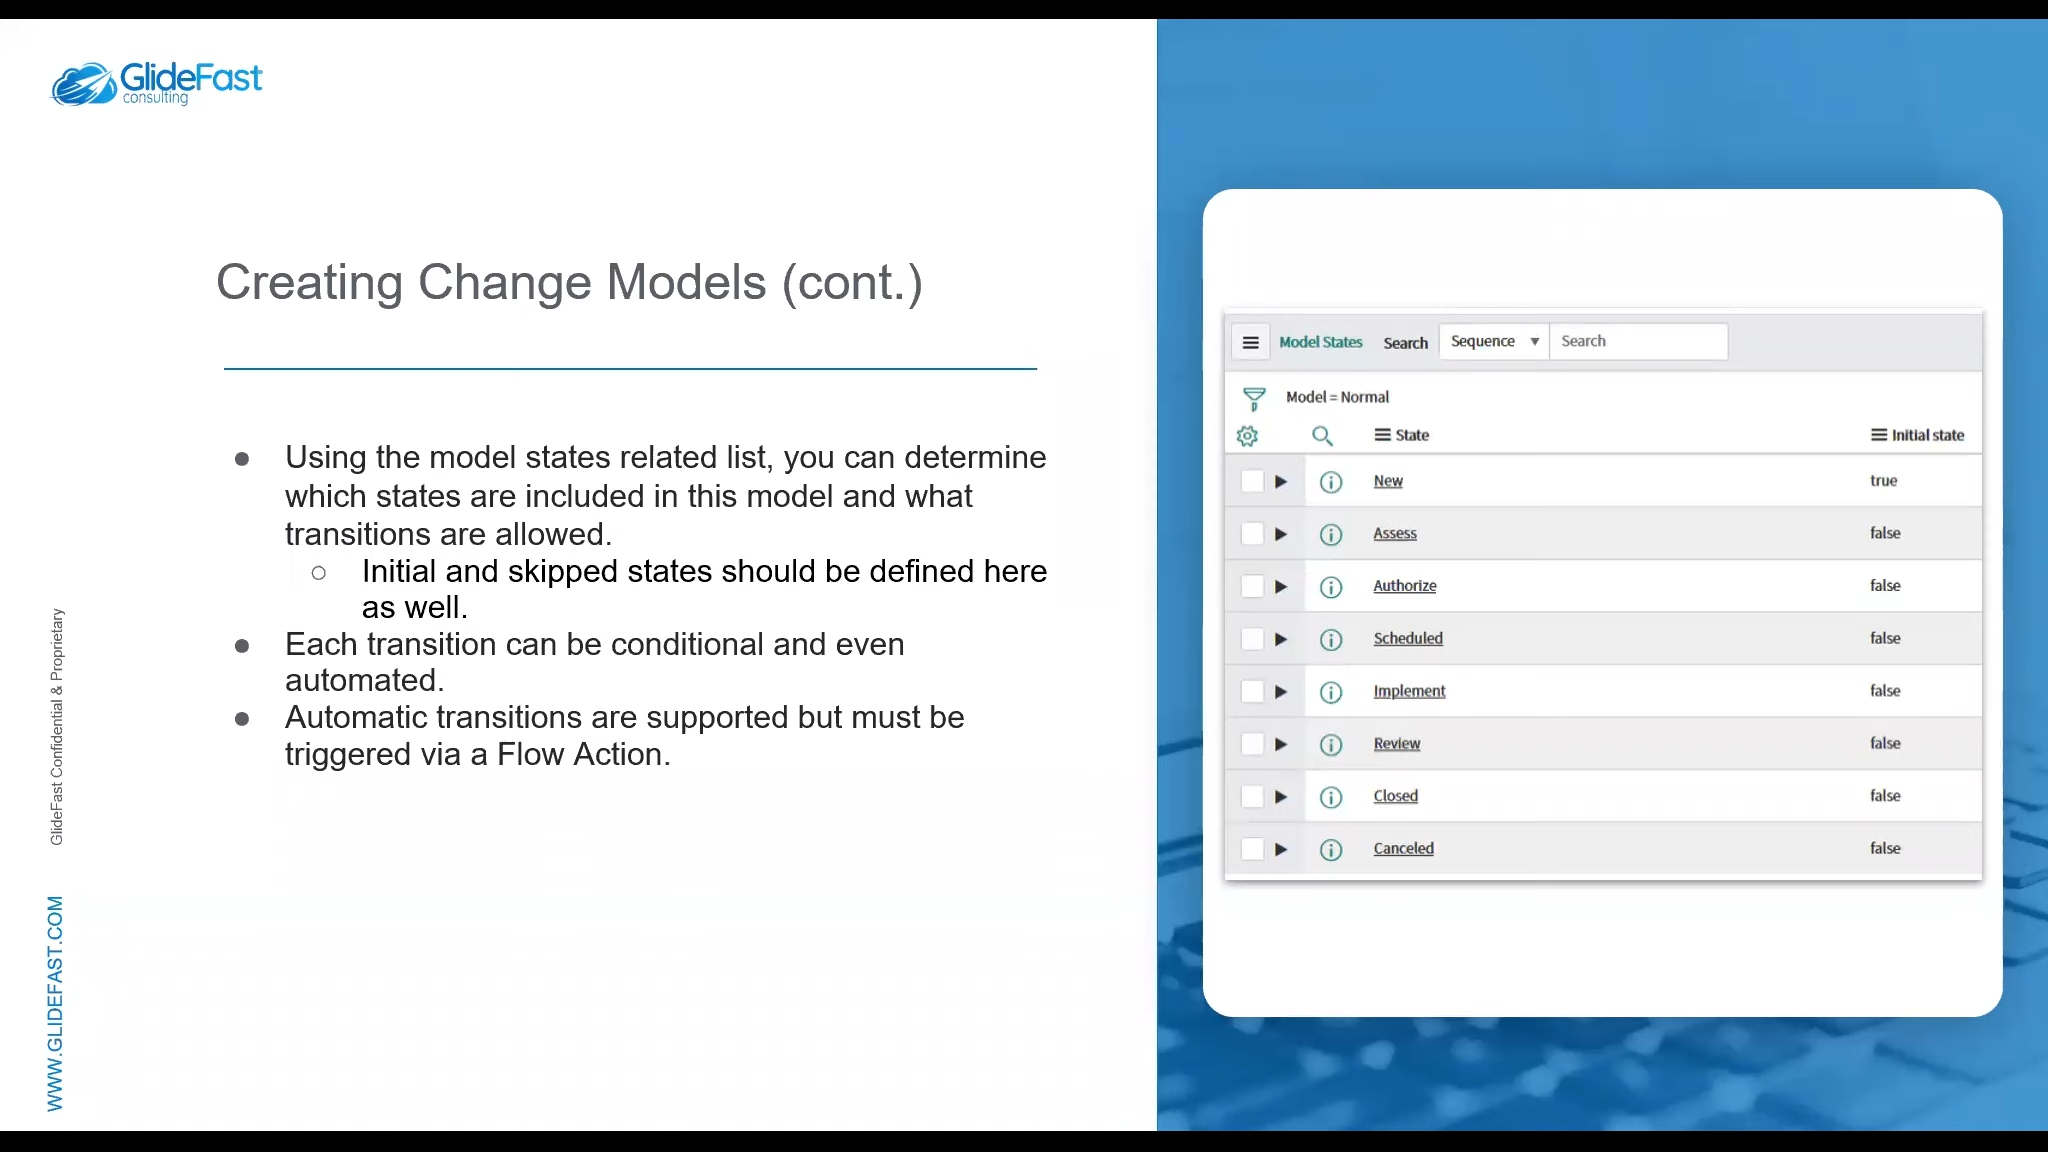 GlideFast
consulting
Creating Change Models (cont.)
● Using the model states related list, you can determine
which states are included in this model and what
transitions are allowed.
○ Initial and skipped states should be defined here
as well.
● Each transition can be conditional and even
automated.
● Automatic transitions are supported but must be
triggered via a Flow Action.
GlideFast Confidential & Proprietary
WWW.GLIDEFAST.COM
Model States Search Sequence ▼ Search
Model = Normal
State Initial state
New true
Assess false
Authorize false
Scheduled false
Implement false
Review false
Closed false
Canceled false